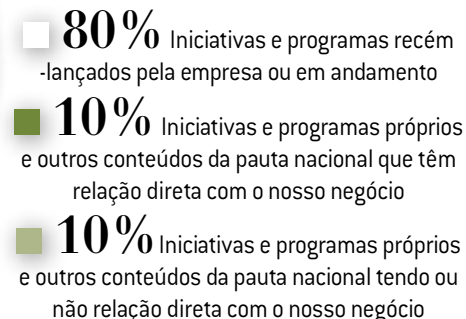 80% Iniciativas e programas recém
-lançados pela empresa ou em andamento
10% Iniciativas e programas próprios
e outros conteúdos da pauta nacional que têm
relação direta com o nosso negócio
10% Iniciativas e programas próprios
e outros conteúdos da pauta nacional tendo ou
não relação direta com o nosso negócio